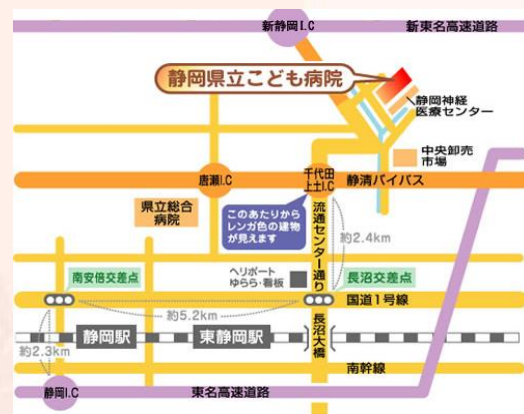 新静岡I.C
新東名高速道路
静岡県立こども病院
静岡神経
医療センター
中央卸売
市場
唐瀬I.C
千代田
上土I.C
静清バイパス
県立総合
病院
このあたりから
レンガ色の建物
が見えます
流通センター通り
約2.4km
南安倍交差点
ヘリポート
ゆらら・看板
長沼交差点
国道1号線
約5.2km
静岡駅
東静岡駅
長沼大橋
約2.3km
南幹線
静岡I.C
東名高速道路